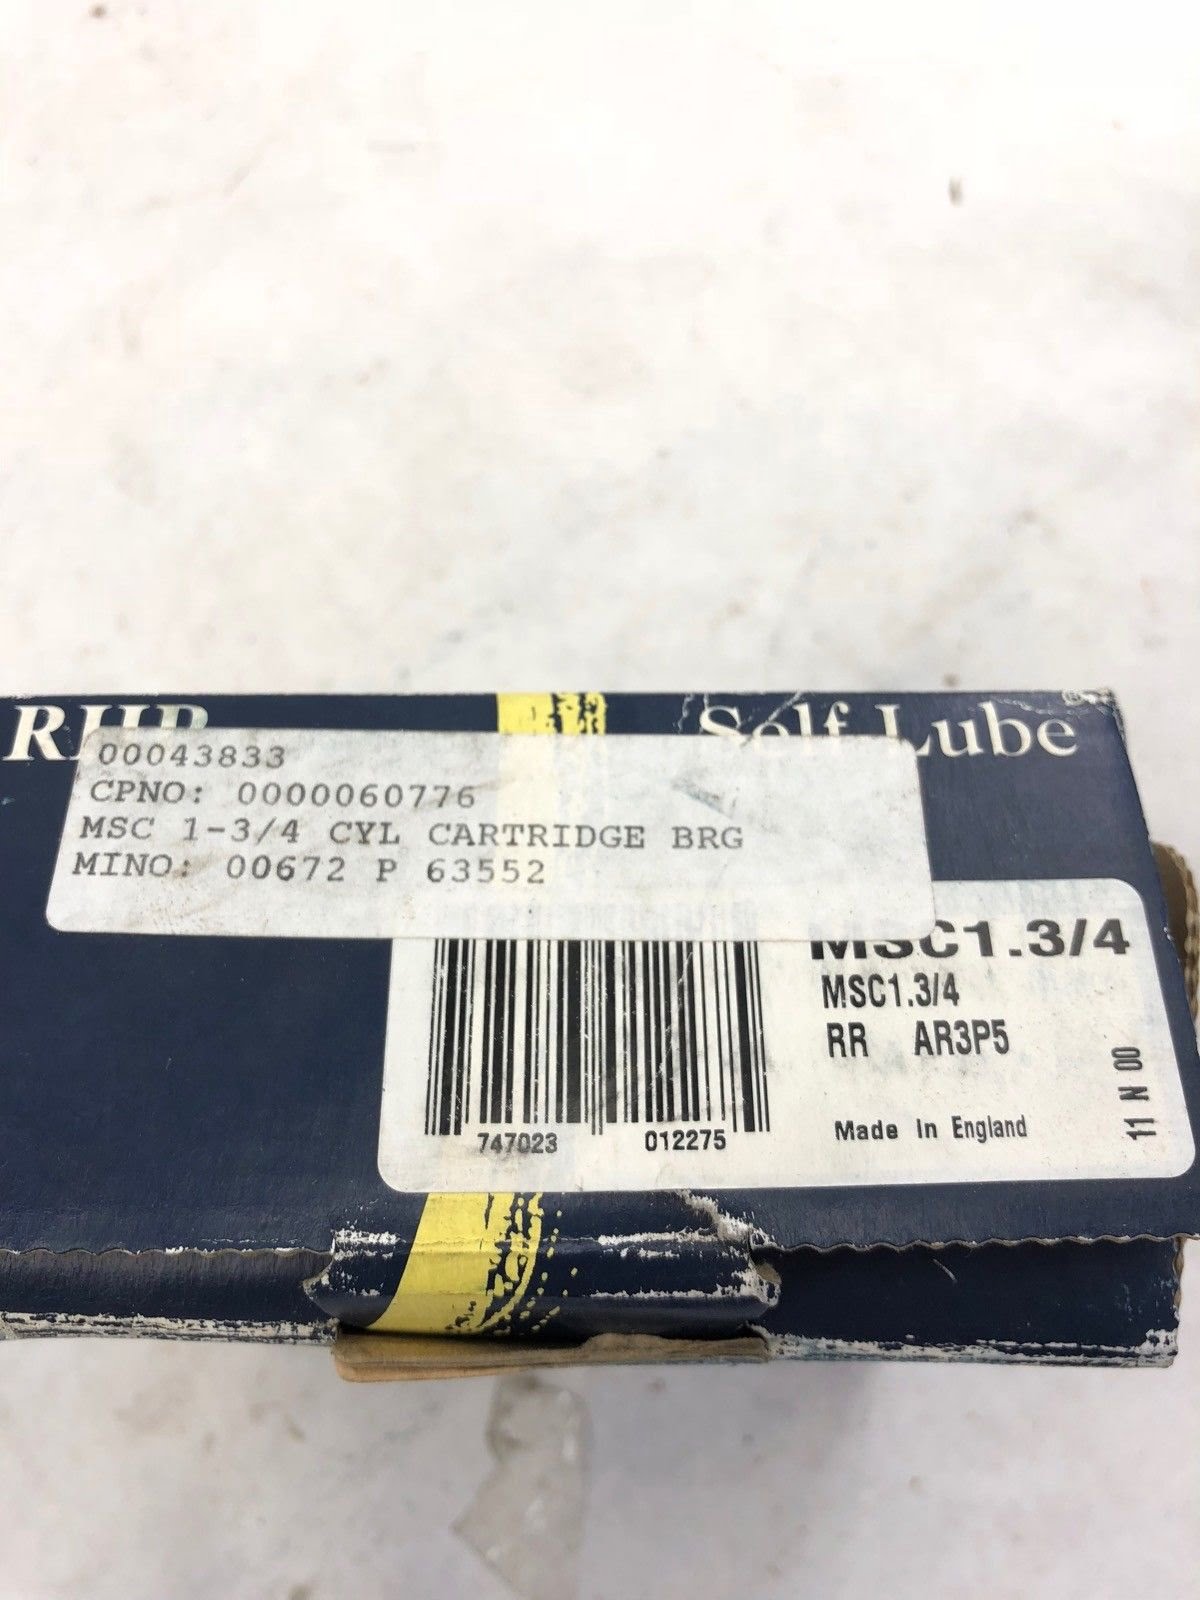 RHP Self-Lube®
00043833
CPNO: 0000060776
MSC 1-3/4 CYL CARTRIDGE BRG
MINO: 00672 P 63552
MSC1.3/4
MSC1.3/4
RR AR3P5
Made in England
11 N 00
747023 012275